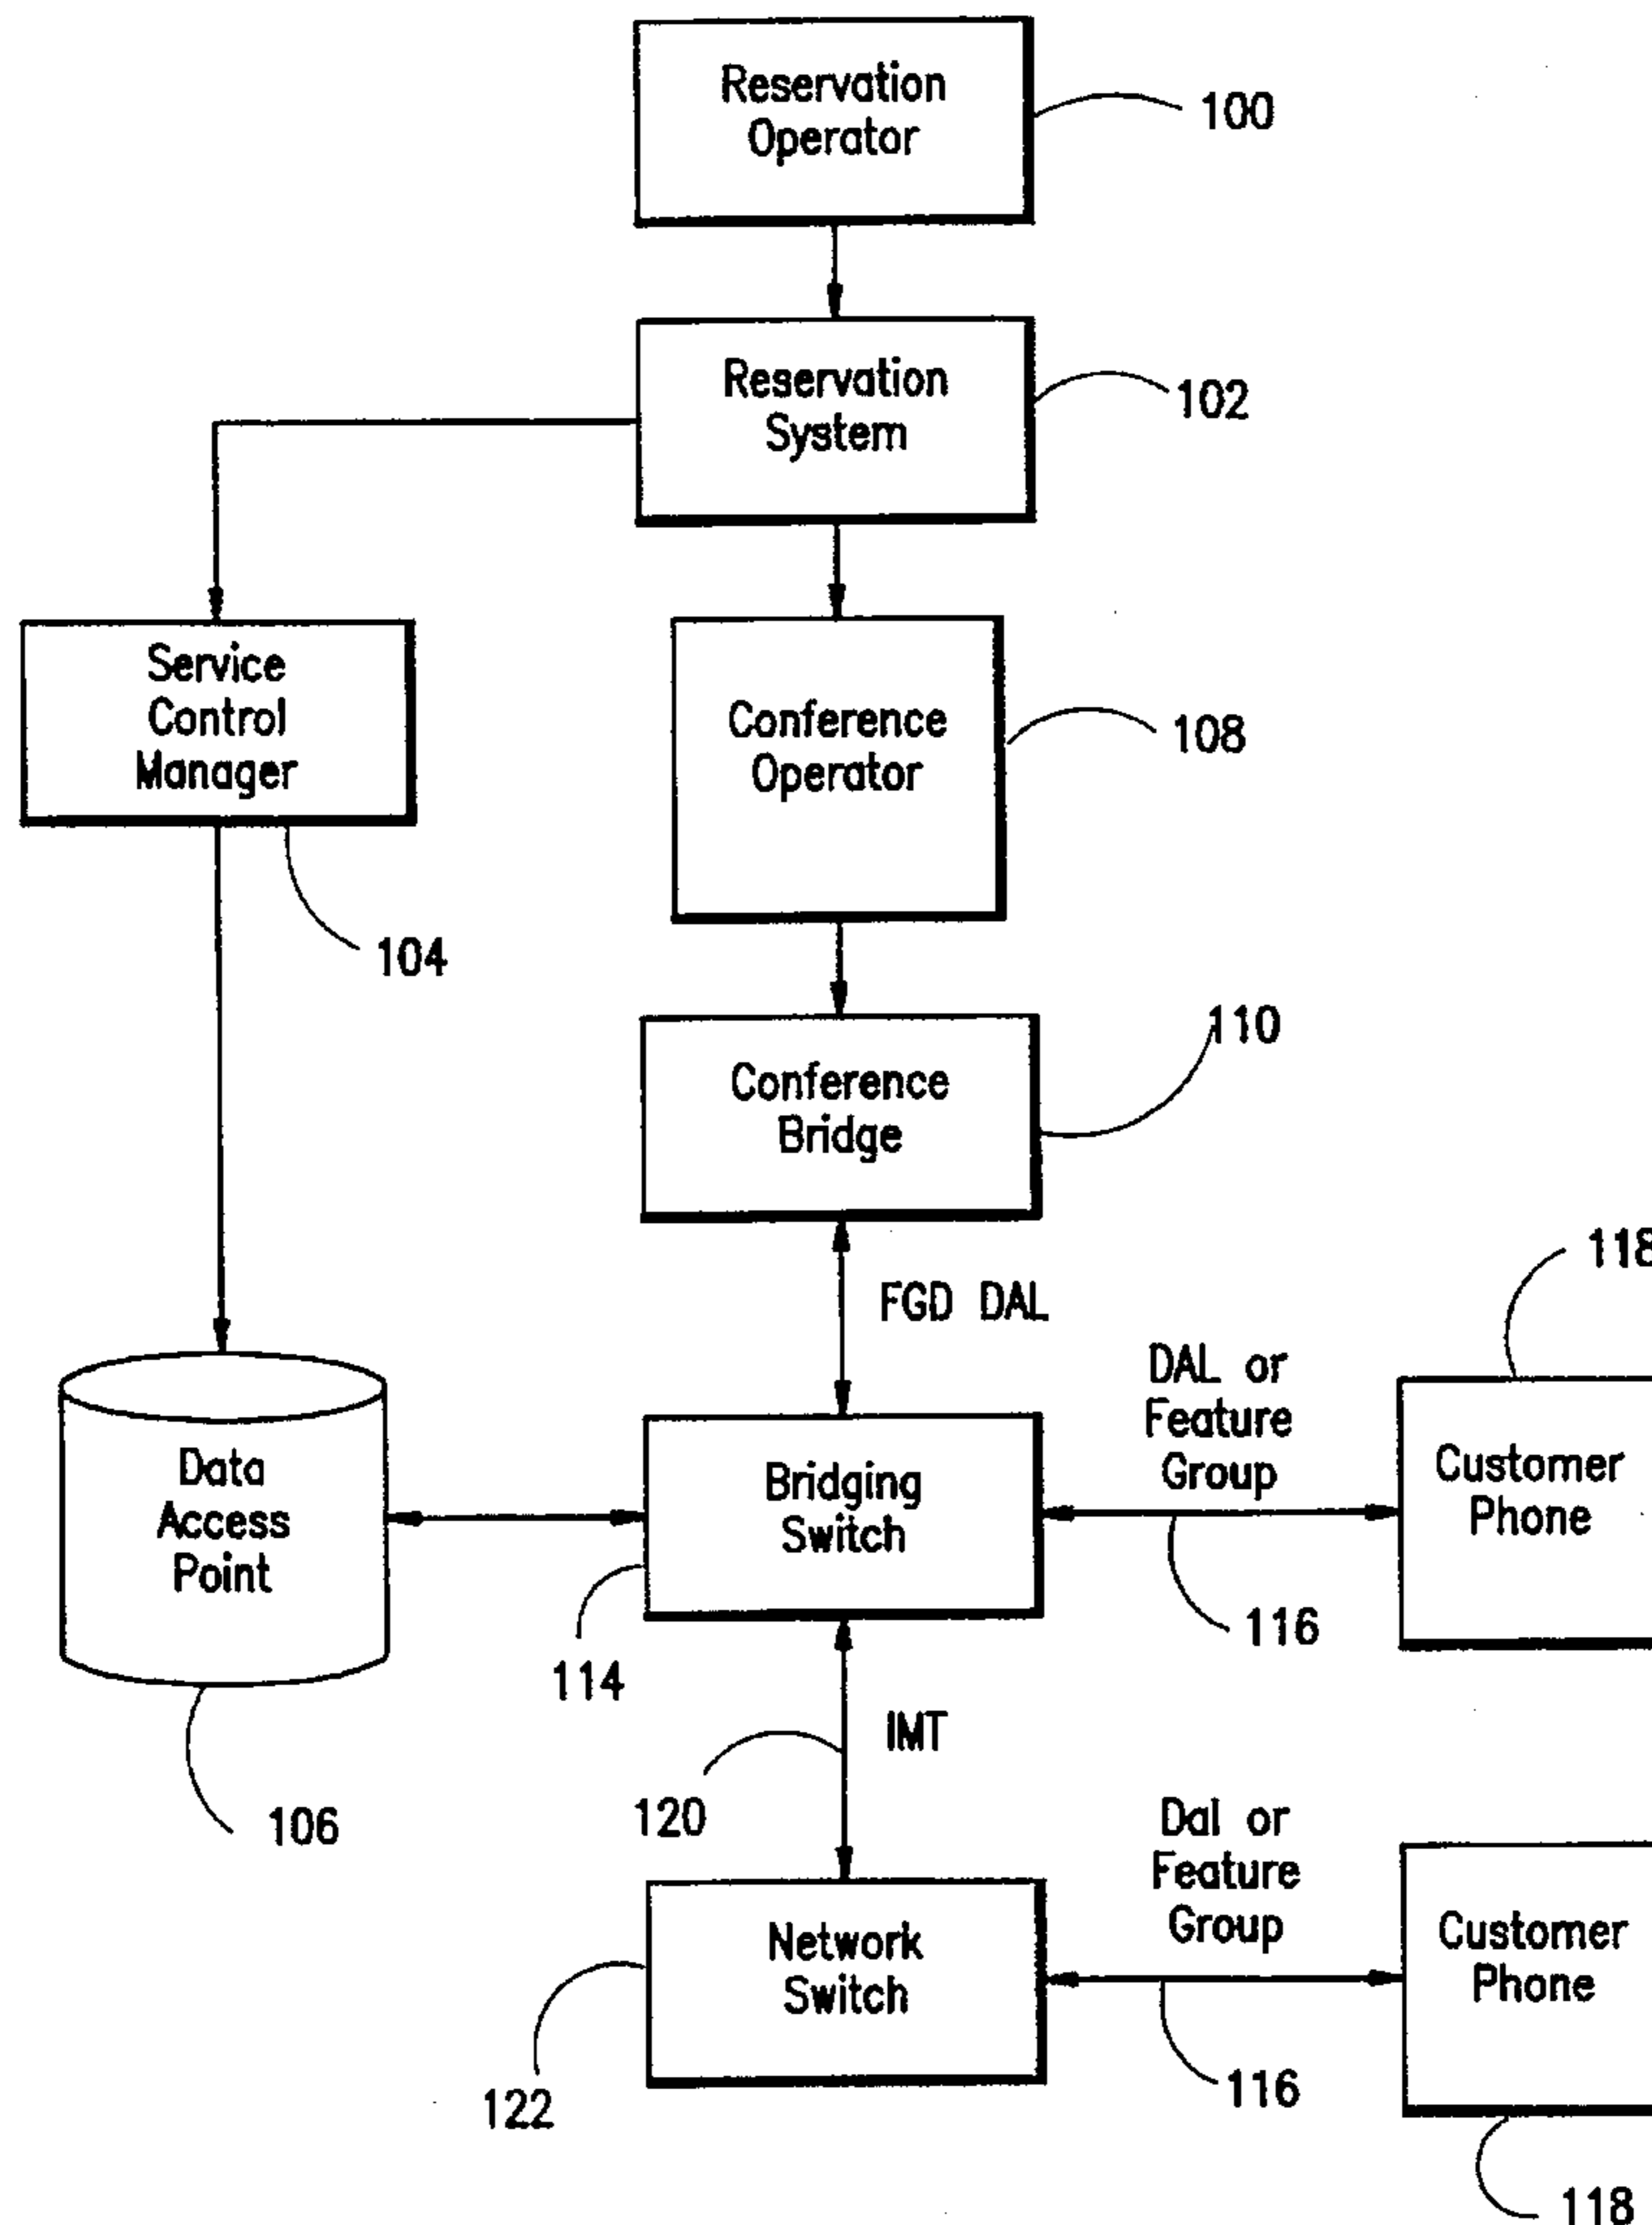 Reservation
Operator
100
Reservation
System
102
Service
Control
Manager
104
Conference
Operator
108
Conference
Bridge
110
FGD DAL
118
DAL or
Feature
Group
Customer
Phone
116
Data
Access
Point
106
Bridging
Switch
114
120
IMT
Dal or
Feature
Group
Customer
Phone
Network
Switch
122
116
118